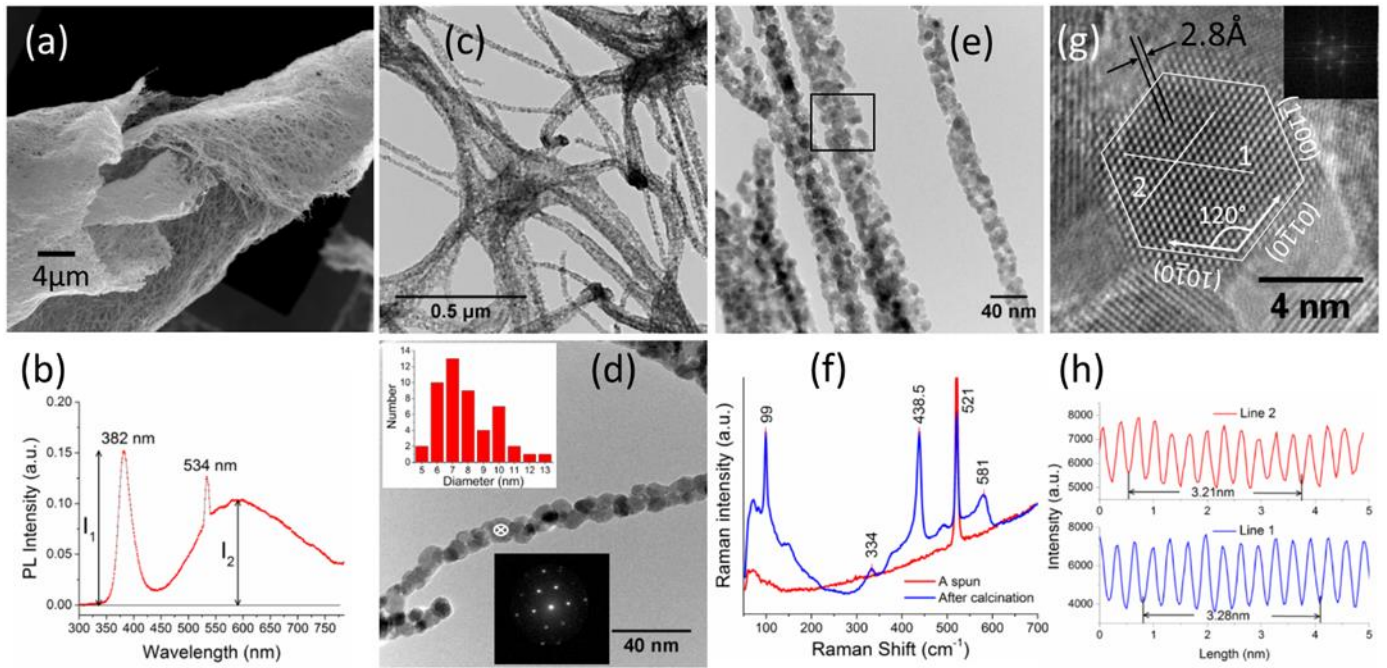 (a)
4µm
(c)
0.5 µm
(e)
40 nm
(g)
2.8Å
1
2
120°
(1̄100)
(01̄10)
(101̄0)
4 nm
(b)
382 nm
534 nm
I1
I2
PL Intensity (a.u.)
0.15
0.10
0.05
0.00
300 350 400 450 500 550 600 650 700 750
Wavelength (nm)
(d)
Number
14
12
10
8
6
4
2
0
5 6 7 8 9 10 11 12 13
Diameter (nm)
40 nm
(f)
99
334
438.5
521
581
Raman intensity (a.u.)
A spun
After calcination
100 200 300 400 500 600 700
Raman Shift (cm-1)
(h)
Line 2
8000
7000
6000
5000
3.21nm
0 1 2 3 4 5
Intensity (a.u.)
Line 1
8000
6000
4000
3.28nm
0 1 2 3 4 5
Length (nm)